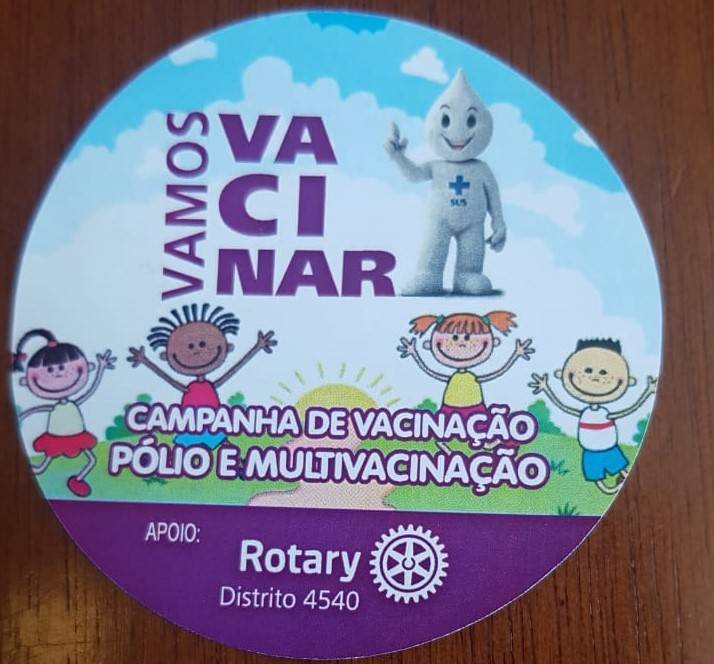 VAMOS
VA
CI
NAR
SUS
CAMPANHA DE VACINAÇÃO
PÓLIO E MULTIVACINAÇÃO
APOIO:
Rotary
Distrito 4540